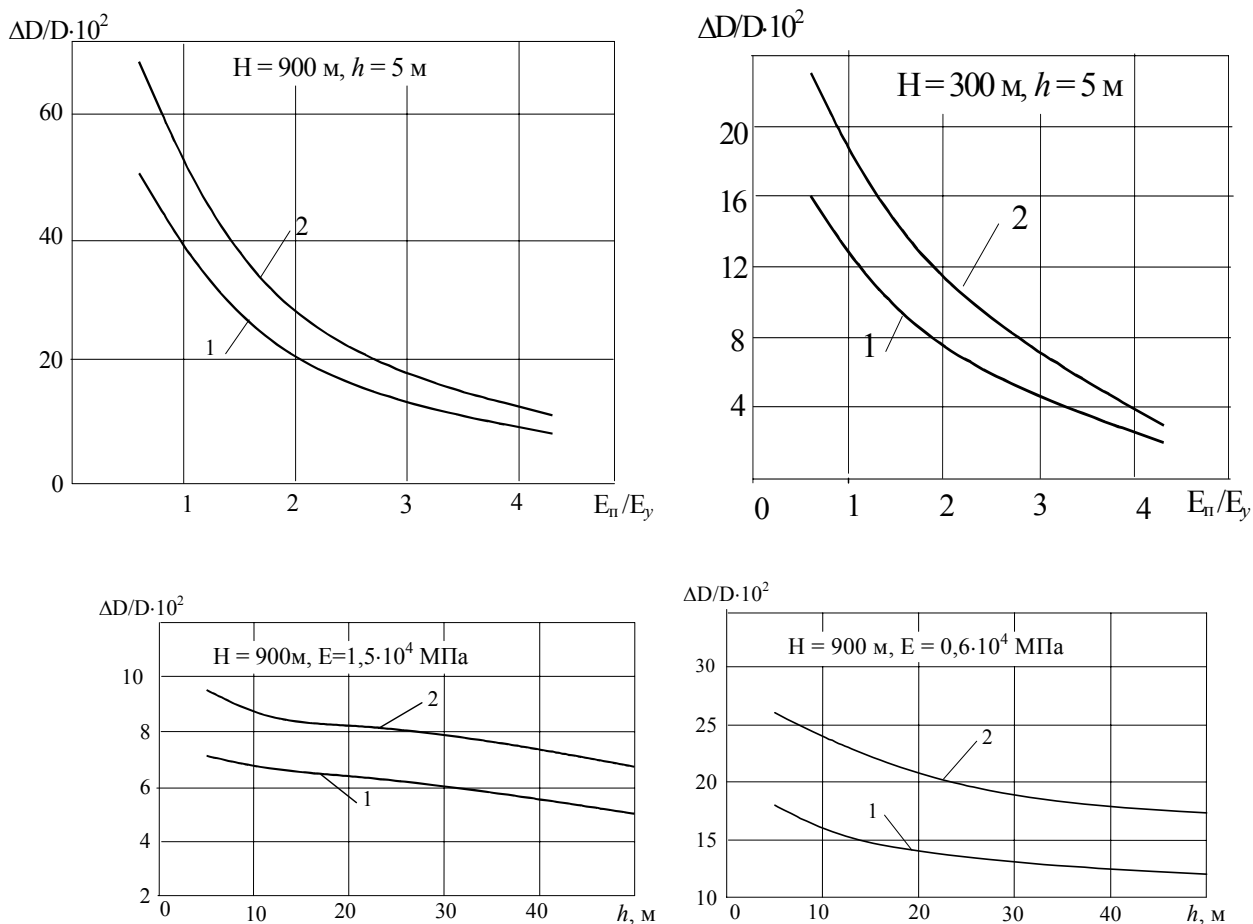 ΔD/D·10²
H = 900 м, h = 5 м
60
40
20
0
2
1
1 2 3 4 Eп/Eу
ΔD/D·10²
H = 300 м, h = 5 м
20
16
12
8
4
2
1
0 1 2 3 4 Eп/Eу
ΔD/D·10²
H = 900м, E=1,5·10⁴ МПа
10
8
6
4
2
2
1
0 10 20 30 40 h, м
ΔD/D·10²
H = 900 м, E = 0,6·10⁴ МПа
30
25
20
15
10
2
1
0 10 20 30 40 h, м